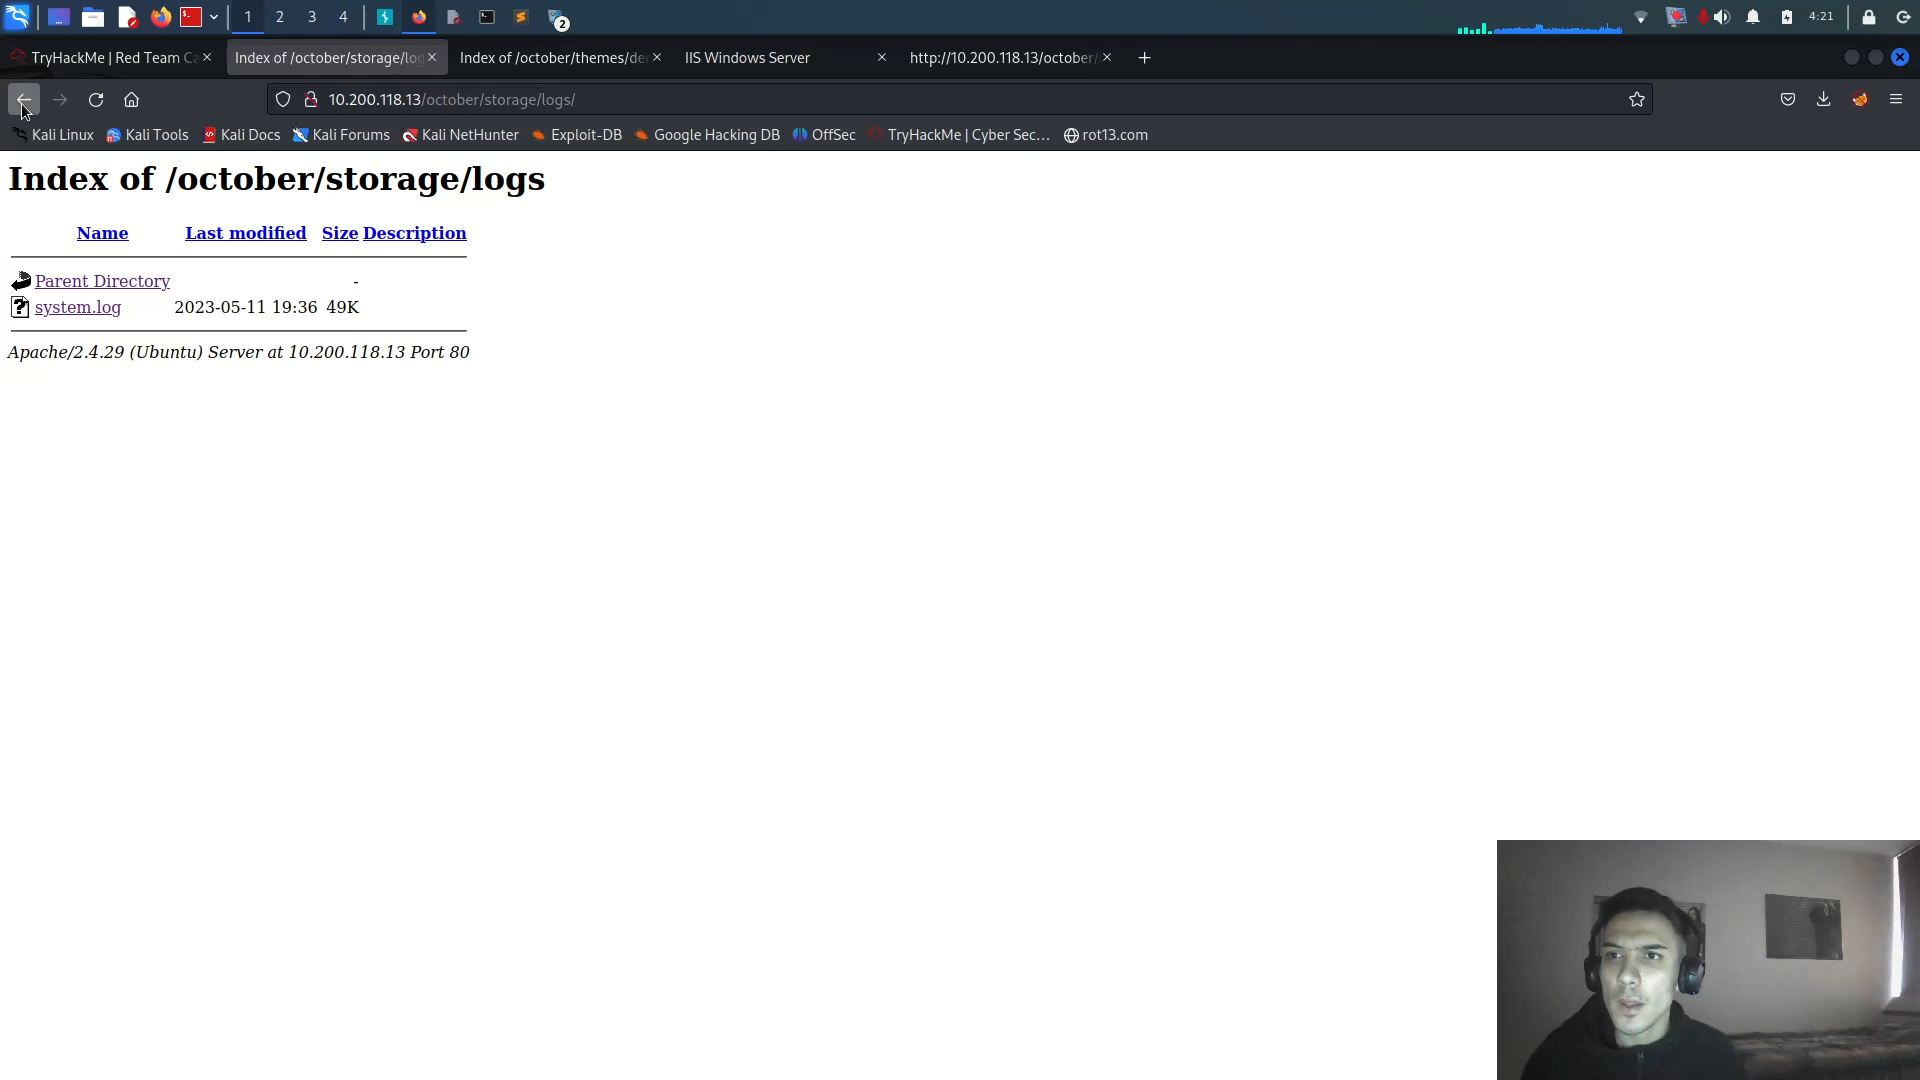 1 2 3 4 2 4:21
TryHackMe | Red Team Ca Index of /october/storage/log Index of /october/themes/de IIS Windows Server http://10.200.118.13/october/
10.200.118.13/october/storage/logs/
Kali Linux Kali Tools Kali Docs Kali Forums Kali NetHunter Exploit-DB Google Hacking DB OffSec TryHackMe | Cyber Sec... rot13.com
Index of /october/storage/logs
Name Last modified Size Description
Parent Directory -
system.log 2023-05-11 19:36 49K
Apache/2.4.29 (Ubuntu) Server at 10.200.118.13 Port 80